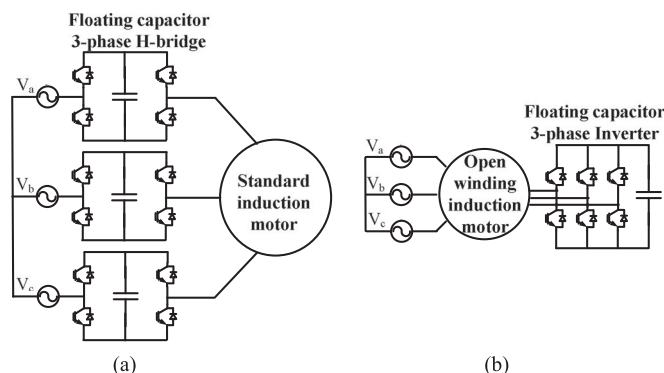 Floating capacitor
3-phase H-bridge
Va
Vb
Vc
Standard
induction
motor
(a)
Floating capacitor
3-phase Inverter
Va
Vb
Vc
Open
winding
induction
motor
(b)